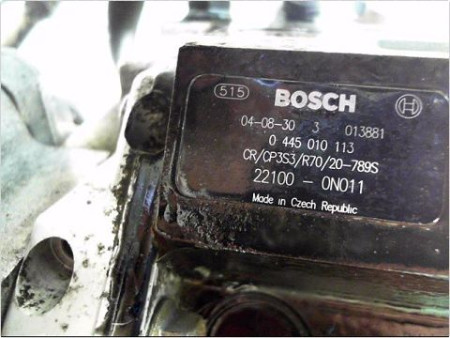 515 BOSCH
04-08-30 3 013881
0 445 010 113
CR/CP3S3/R70/20-789S
22100 - 0N011
Made in Czech Republic